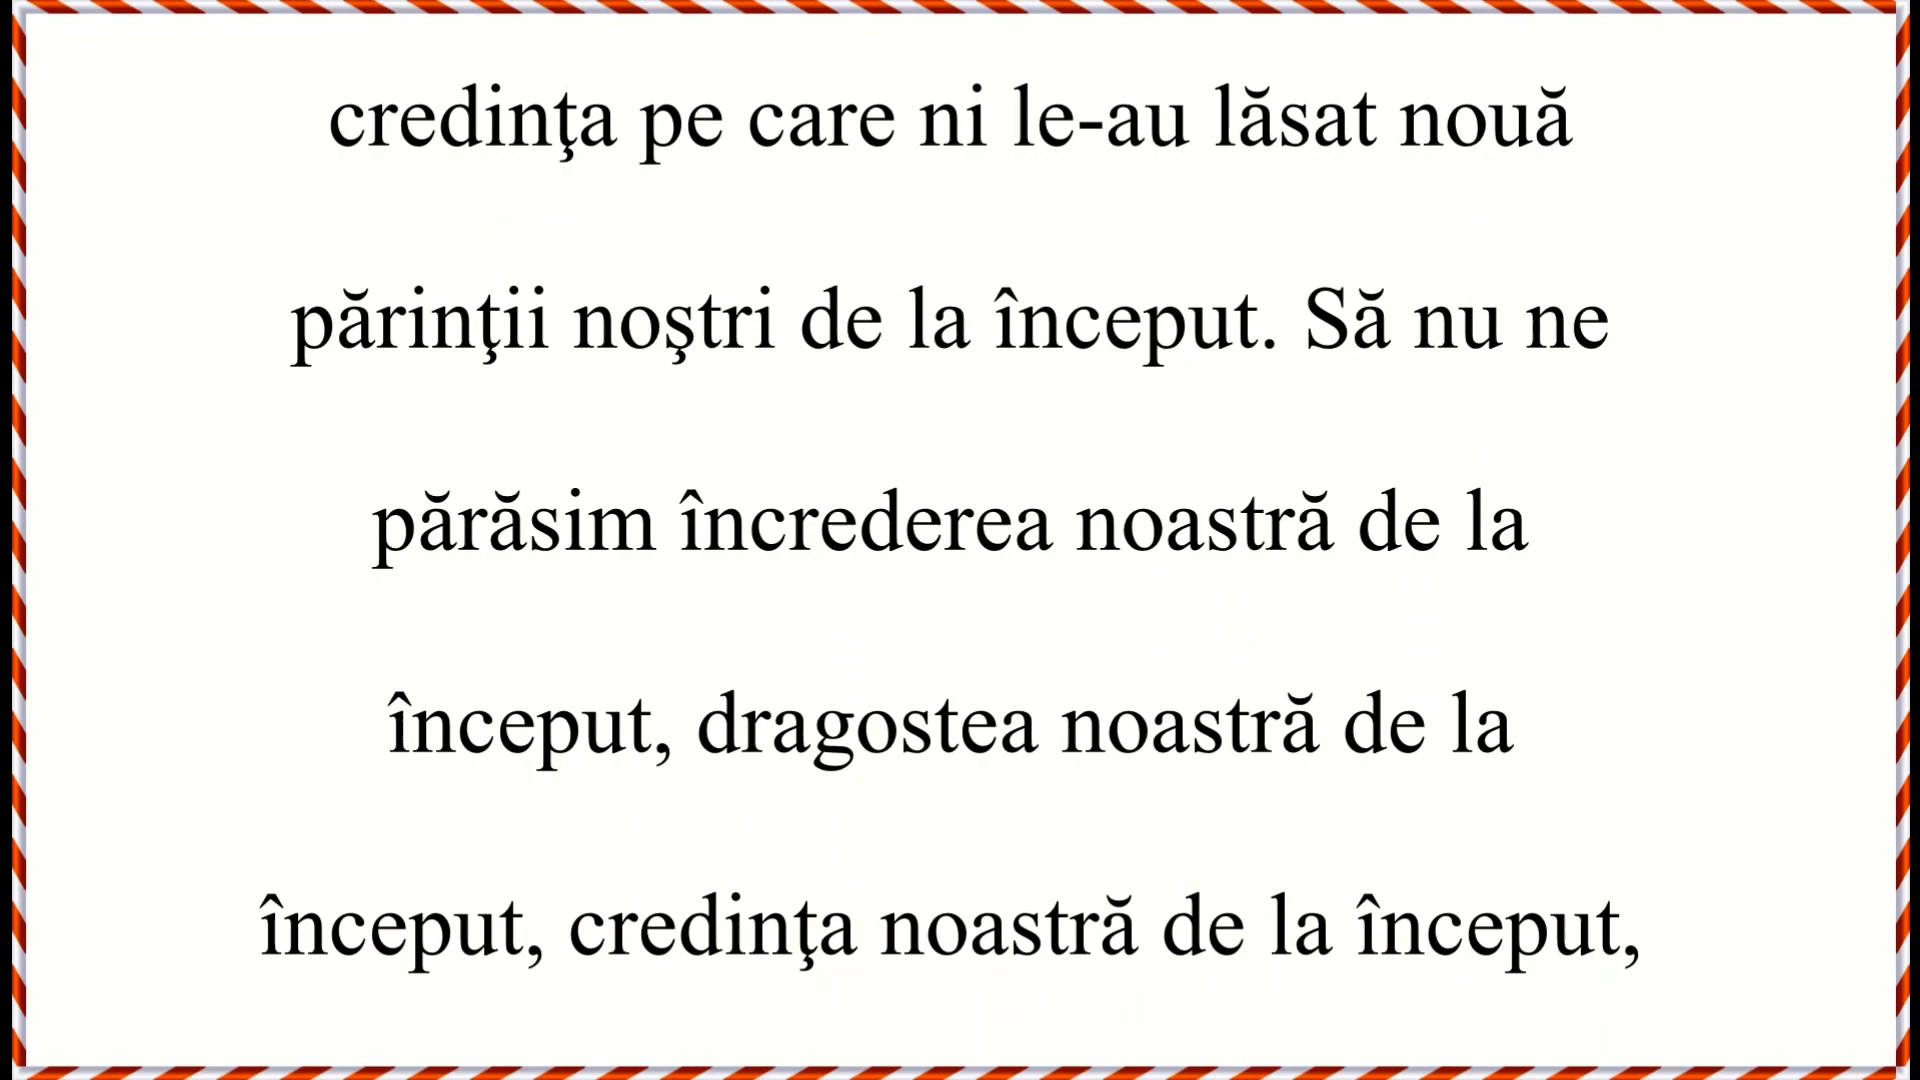 credinţa pe care ni le-au lăsat nouă
părinţii noştri de la început. Să nu ne
părăsim încrederea noastră de la
început, dragostea noastră de la
început, credinţa noastră de la început,